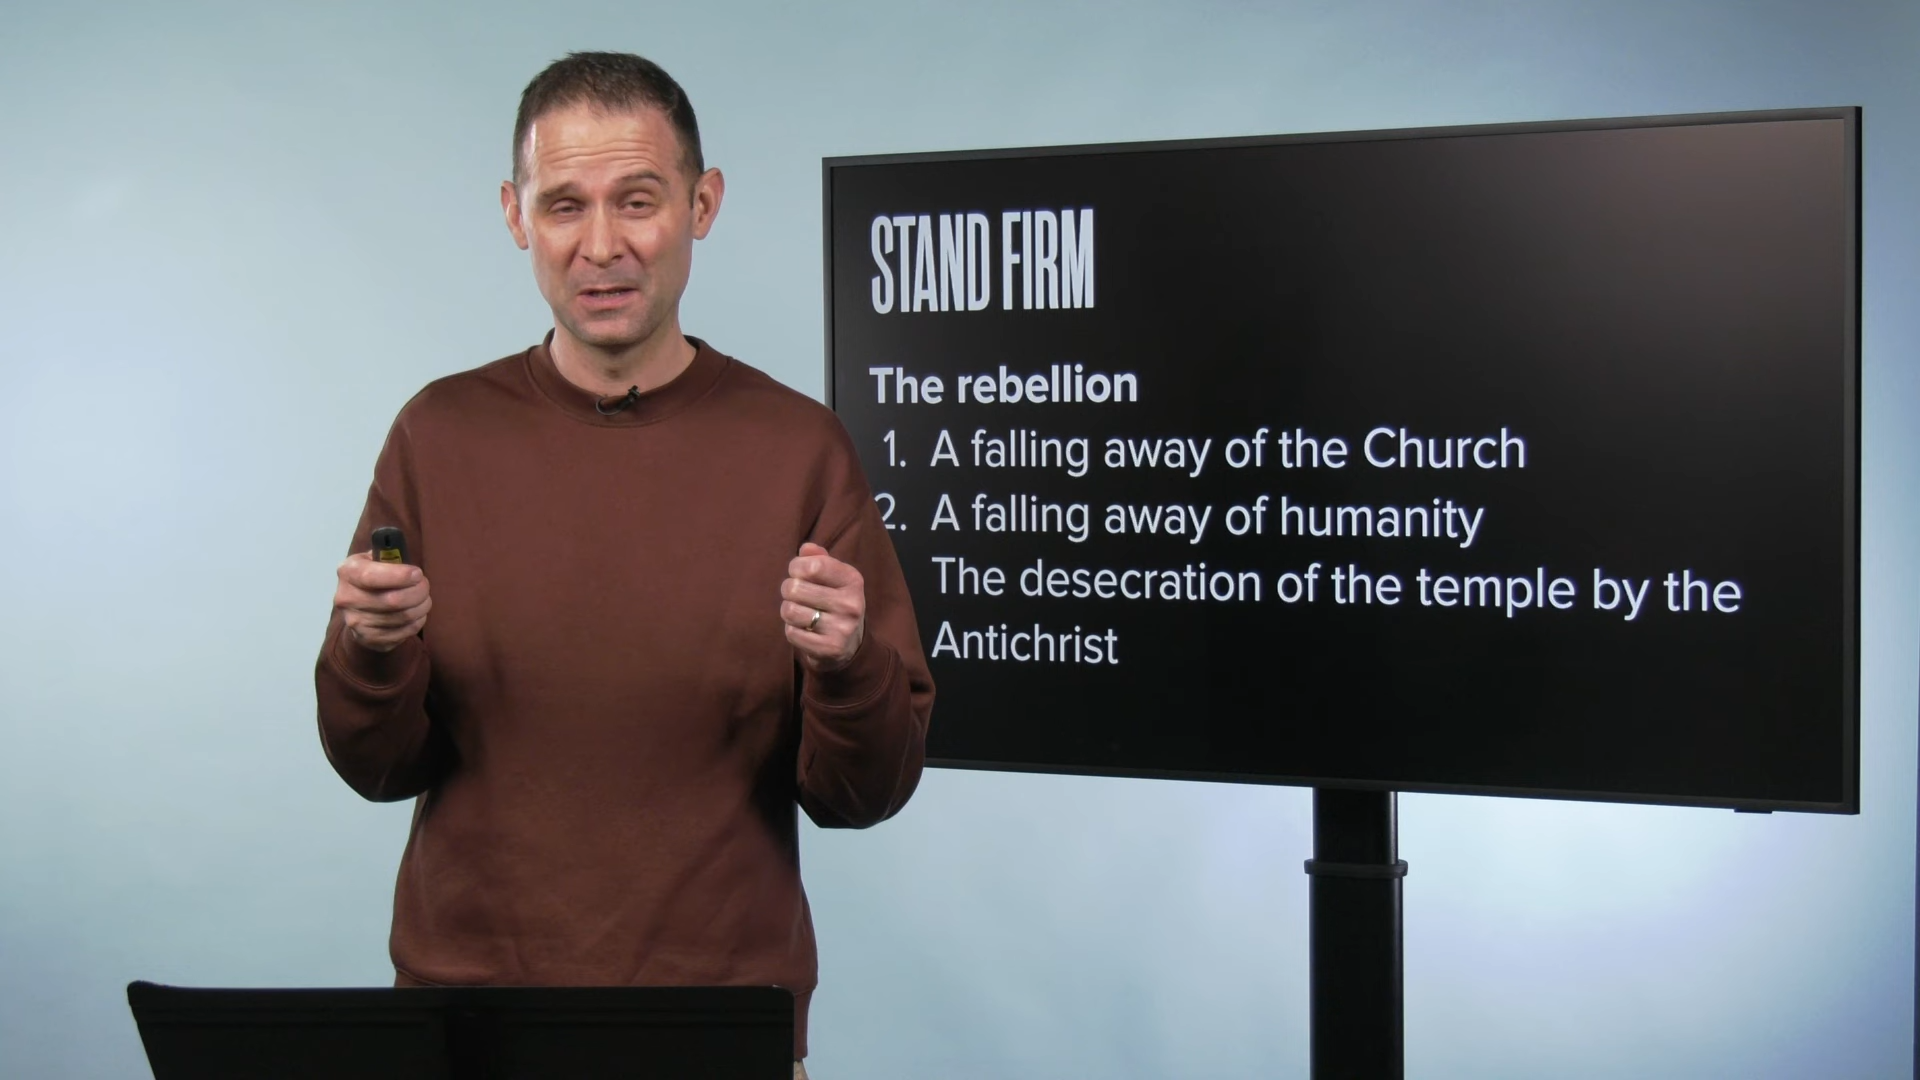 STAND FIRM
The rebellion
1. A falling away of the Church
2. A falling away of humanity
The desecration of the temple by the
Antichrist